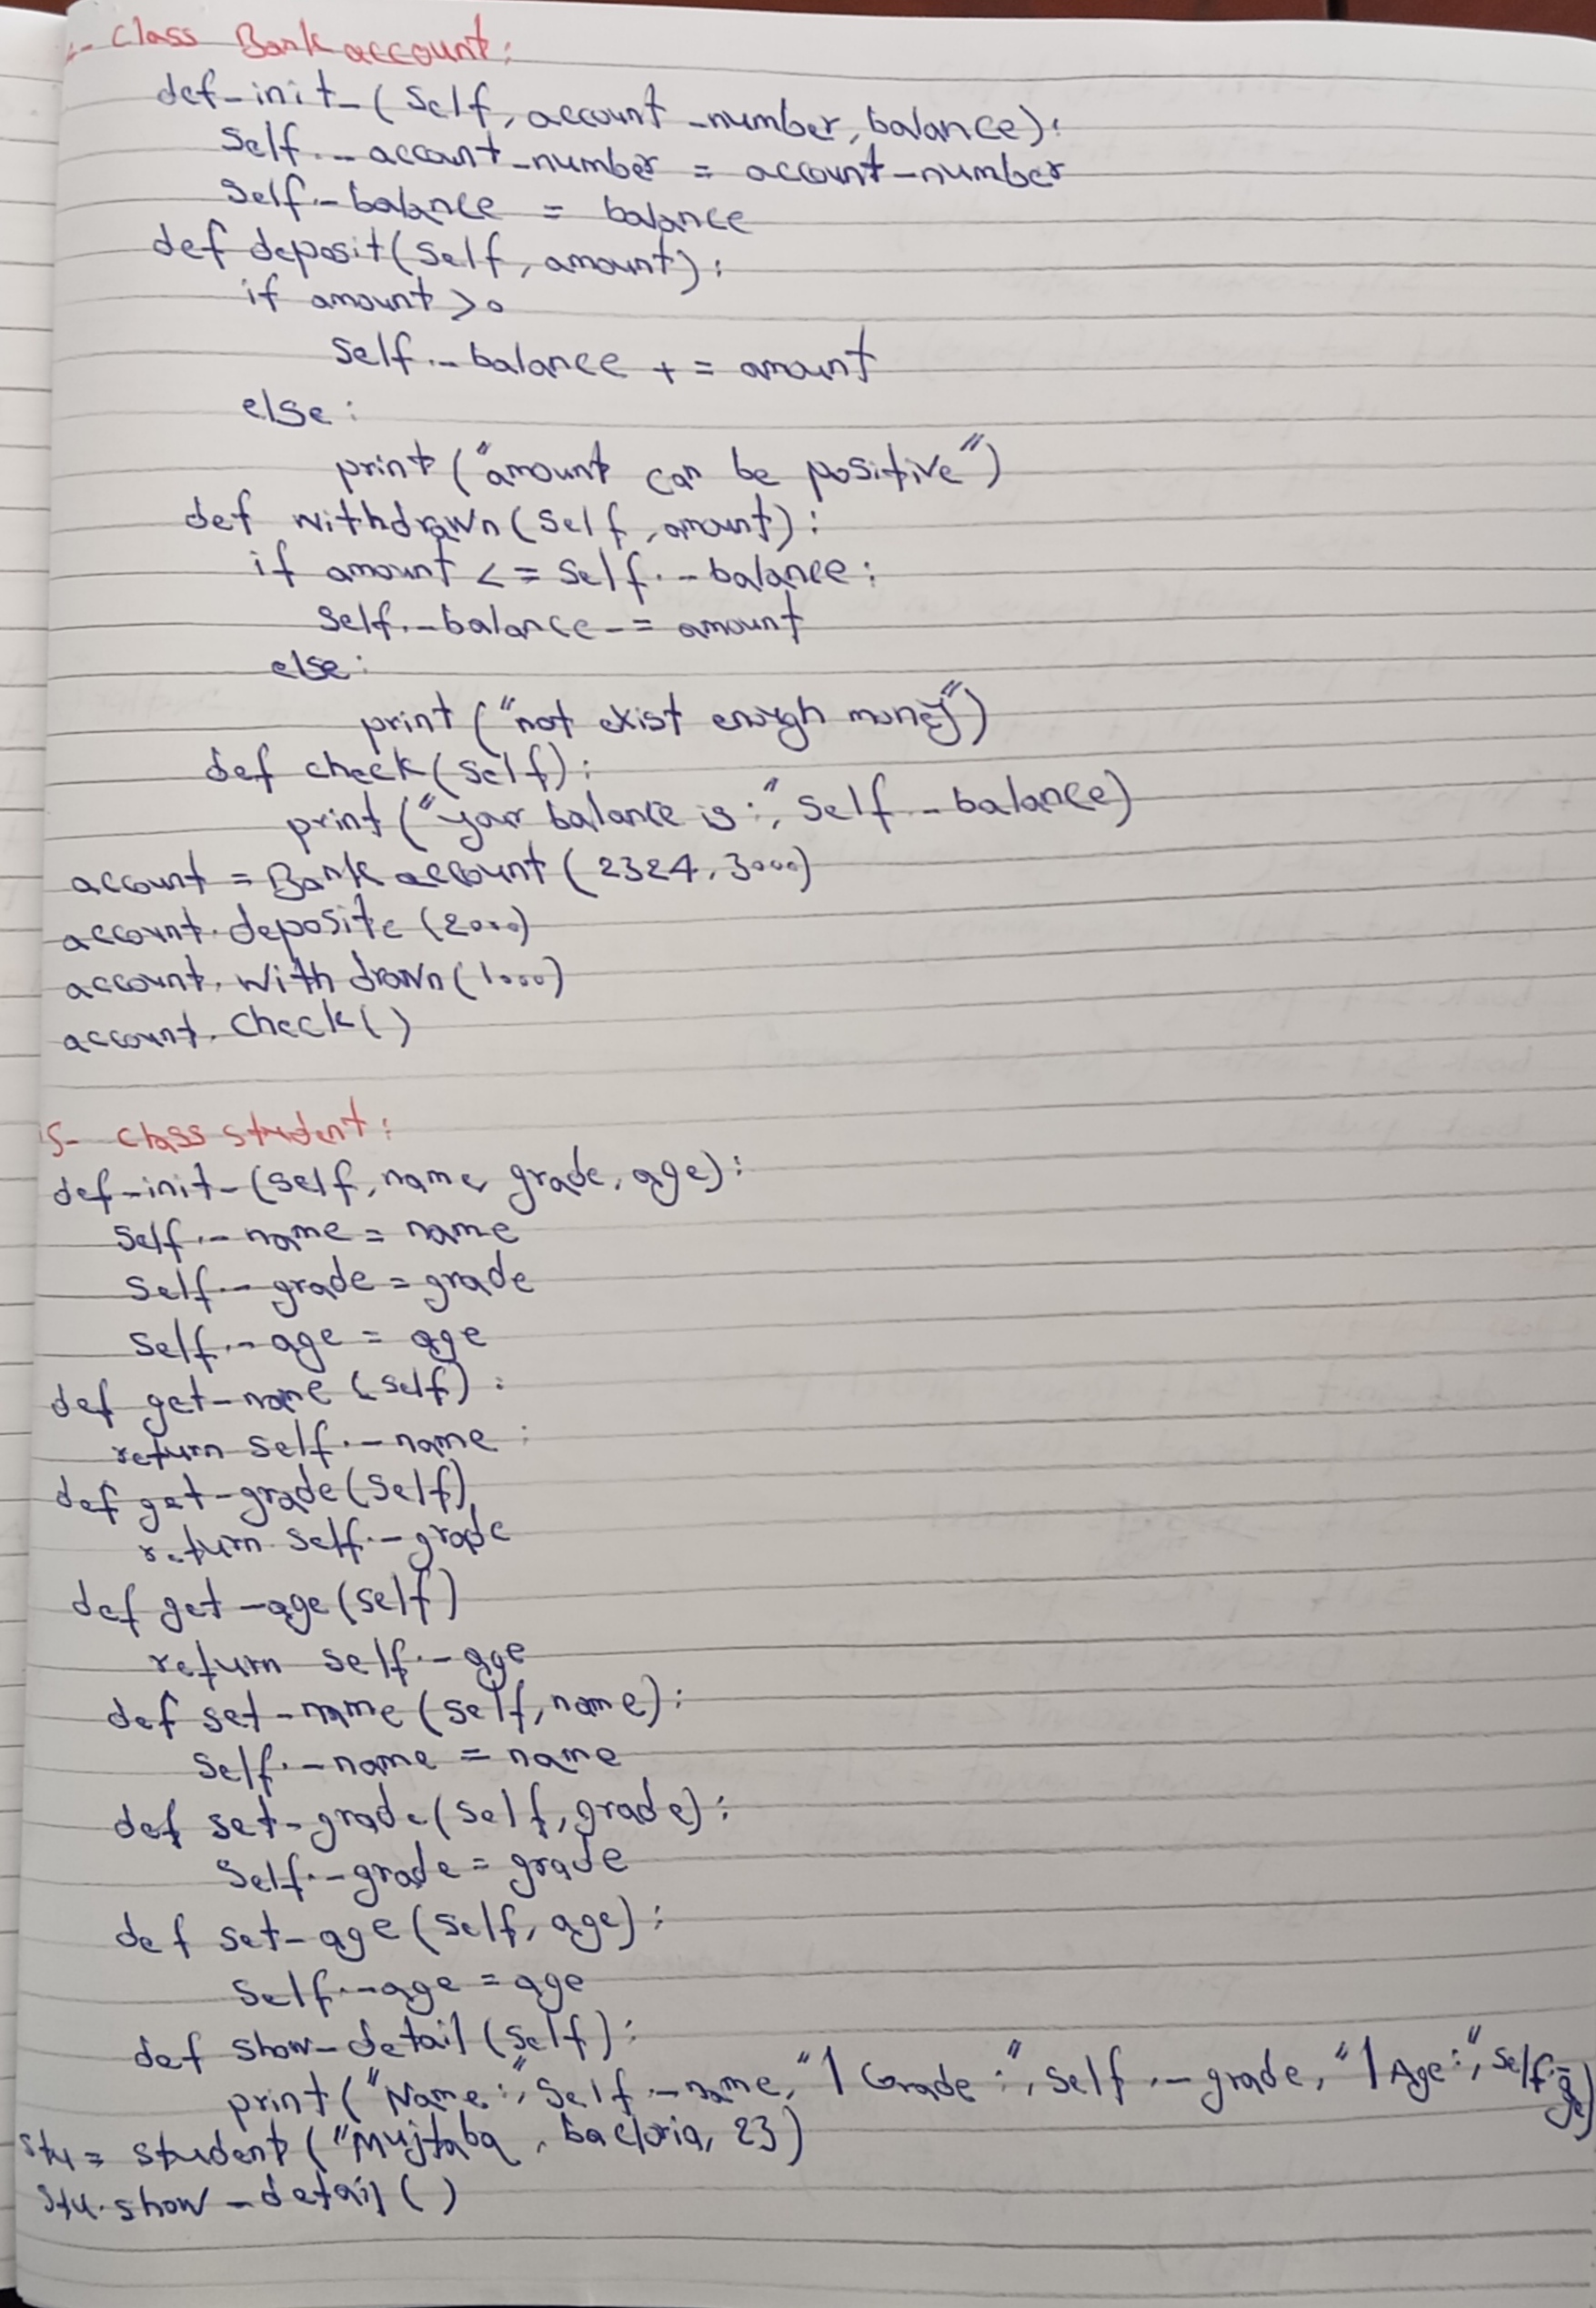 - class Bank account:
def-init-(self, account-number, balance):
self.-account-number = account-number
self.-balance = balance
def deposit(self, amount):
if amount >0
self.-balance += amount
else:
print("amount can be positive")
def withdrawn(self, amount):
if amount <= self.-balance:
self.-balance-= amount
else:
print("not exist enough money")
def check(self):
print("your balance is:", self.-balance)
account = Bank account (2324, 3000)
account.deposite (2000)
account.withdrawn(1000)
account.check()
5- class student:
def-init-(self, name, grade, age):
self.-name = name
self.-grade = grade
self.-age = age
def get-name (self):
return self.-name :
def get-grade(self),
return self.-grade
def get-age(self)
return self.-age
def set-name (self, name):
self.-name = name
def set-grade(self, grade):
self.-grade = grade
def set-age(self, age):
self.-age = age
def show-detail(self):
print("Name:", self.-name, "| Grade:", self.-grade, "| Age:", self.-age)
stu = student ("Mujtaba, bacloria, 23)
stu.show-detail()